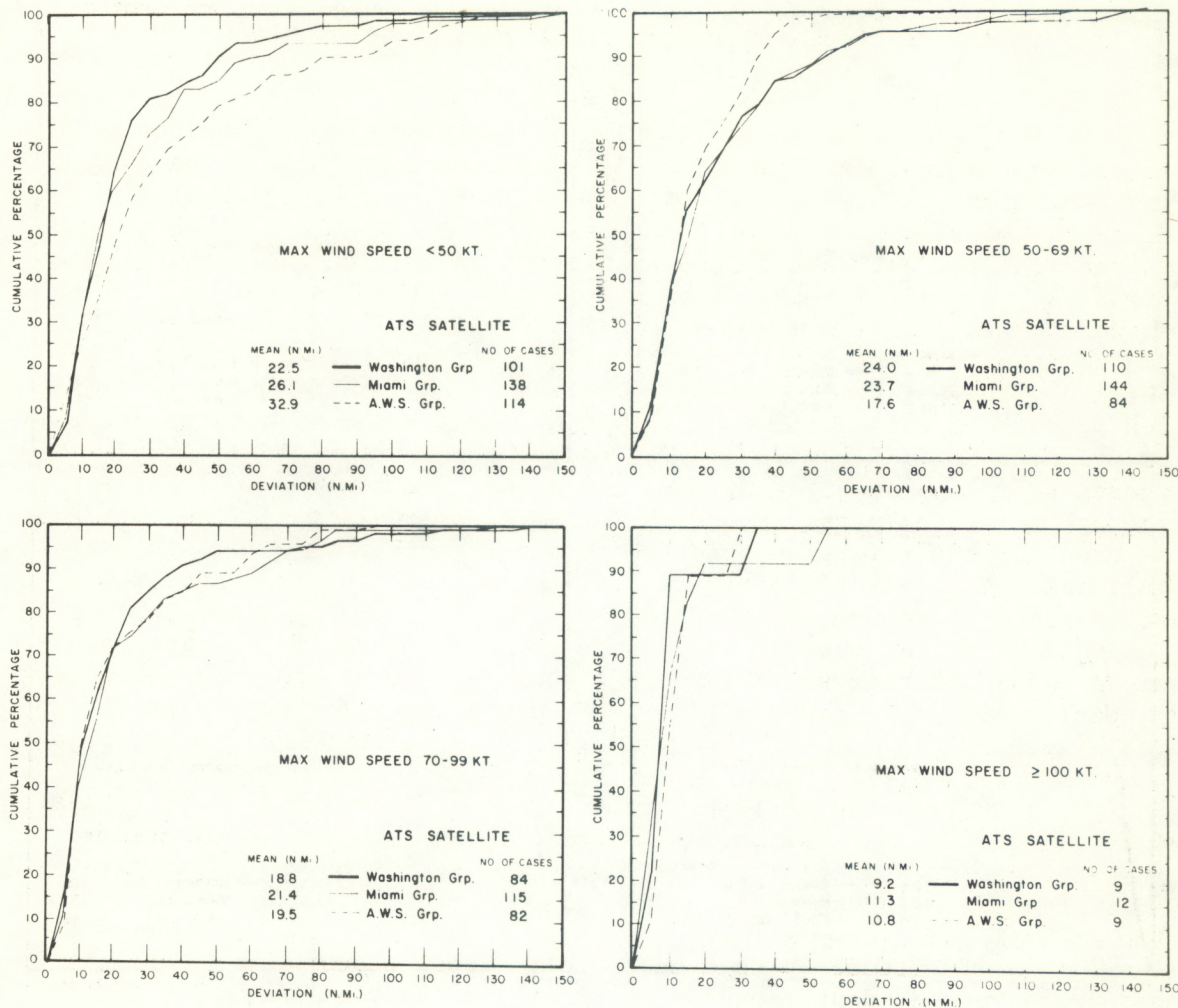 100
90
80
70
60
50
40
30
20
10
0
CUMULATIVE PERCENTAGE
MAX WIND SPEED <50 KT.
ATS SATELLITE
MEAN (N.Mi.) NO OF CASES
22.5 Washington Grp 101
26.1 Miami Grp. 138
32.9 A.W.S. Grp. 114
0 10 20 30 40 50 60 70 80 90 100 110 120 130 140 150
DEVIATION (N.Mi.)
100
90
80
70
60
50
40
30
20
10
0
CUMULATIVE PERCENTAGE
MAX WIND SPEED 50-69 KT.
ATS SATELLITE
MEAN (N.Mi.) NO. OF CASES
24.0 Washington Grp. 110
23.7 Miami Grp. 144
17.6 A.W.S. Grp. 84
0 10 20 30 40 50 60 70 80 90 100 110 120 130 140 150
DEVIATION (N.Mi.)
100
90
80
70
60
50
40
30
20
10
0
CUMULATIVE PERCENTAGE
MAX WIND SPEED 70-99 KT.
ATS SATELLITE
MEAN (N.Mi.) NO OF CASES
18.8 Washington Grp. 84
21.4 Miami Grp. 115
19.5 A.W.S. Grp. 82
0 10 20 30 40 50 60 70 80 90 100 110 120 130 140 150
DEVIATION (N.Mi.)
100
90
80
70
60
50
40
30
20
10
0
CUMULATIVE PERCENTAGE
MAX WIND SPEED ≥100 KT.
ATS SATELLITE
MEAN (N.Mi.) NO. OF CASES
9.2 Washington Grp. 9
11.3 Miami Grp 12
10.8 A.W.S. Grp. 9
0 10 20 30 40 50 60 70 80 90 100 110 120 130 140 150
DEVIATION (N.Mi.)